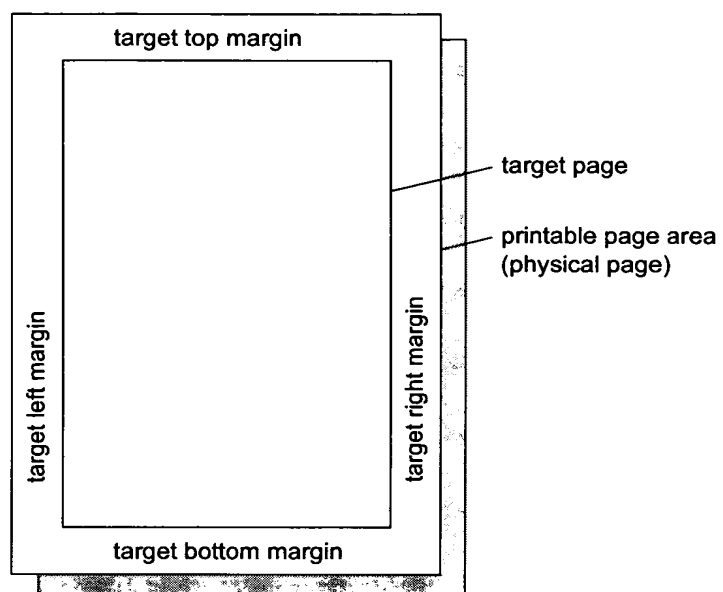 target top margin
target page
printable page area
(physical page)
target left margin
target right margin
target bottom margin